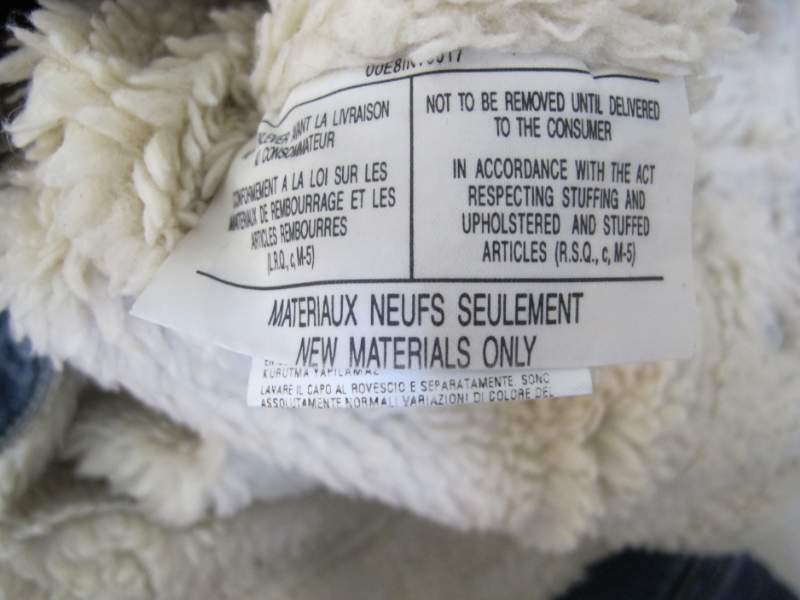 ANT LA LIVRAISON
CONSOMMATEUR
CONFORMEMENT A LA LOI SUR LES
MATERIAUX DE REMBOURRAGE ET LES
ARTICLES REMBOURRES
(L.R.Q., c, M-5)
NOT TO BE REMOVED UNTIL DELIVERED
TO THE CONSUMER
IN ACCORDANCE WITH THE ACT
RESPECTING STUFFING AND
UPHOLSTERED AND STUFFED
ARTICLES (R.S.Q., c, M-5)
MATERIAUX NEUFS SEULEMENT
NEW MATERIALS ONLY
KURUTMA YAPILAMAZ
LAVARE IL CAPO AL ROVESCIO E SEPARATAMENTE. SONO
ASSOLUTAMENTE NORMALI VARIAZIONI DI COLORE DEL